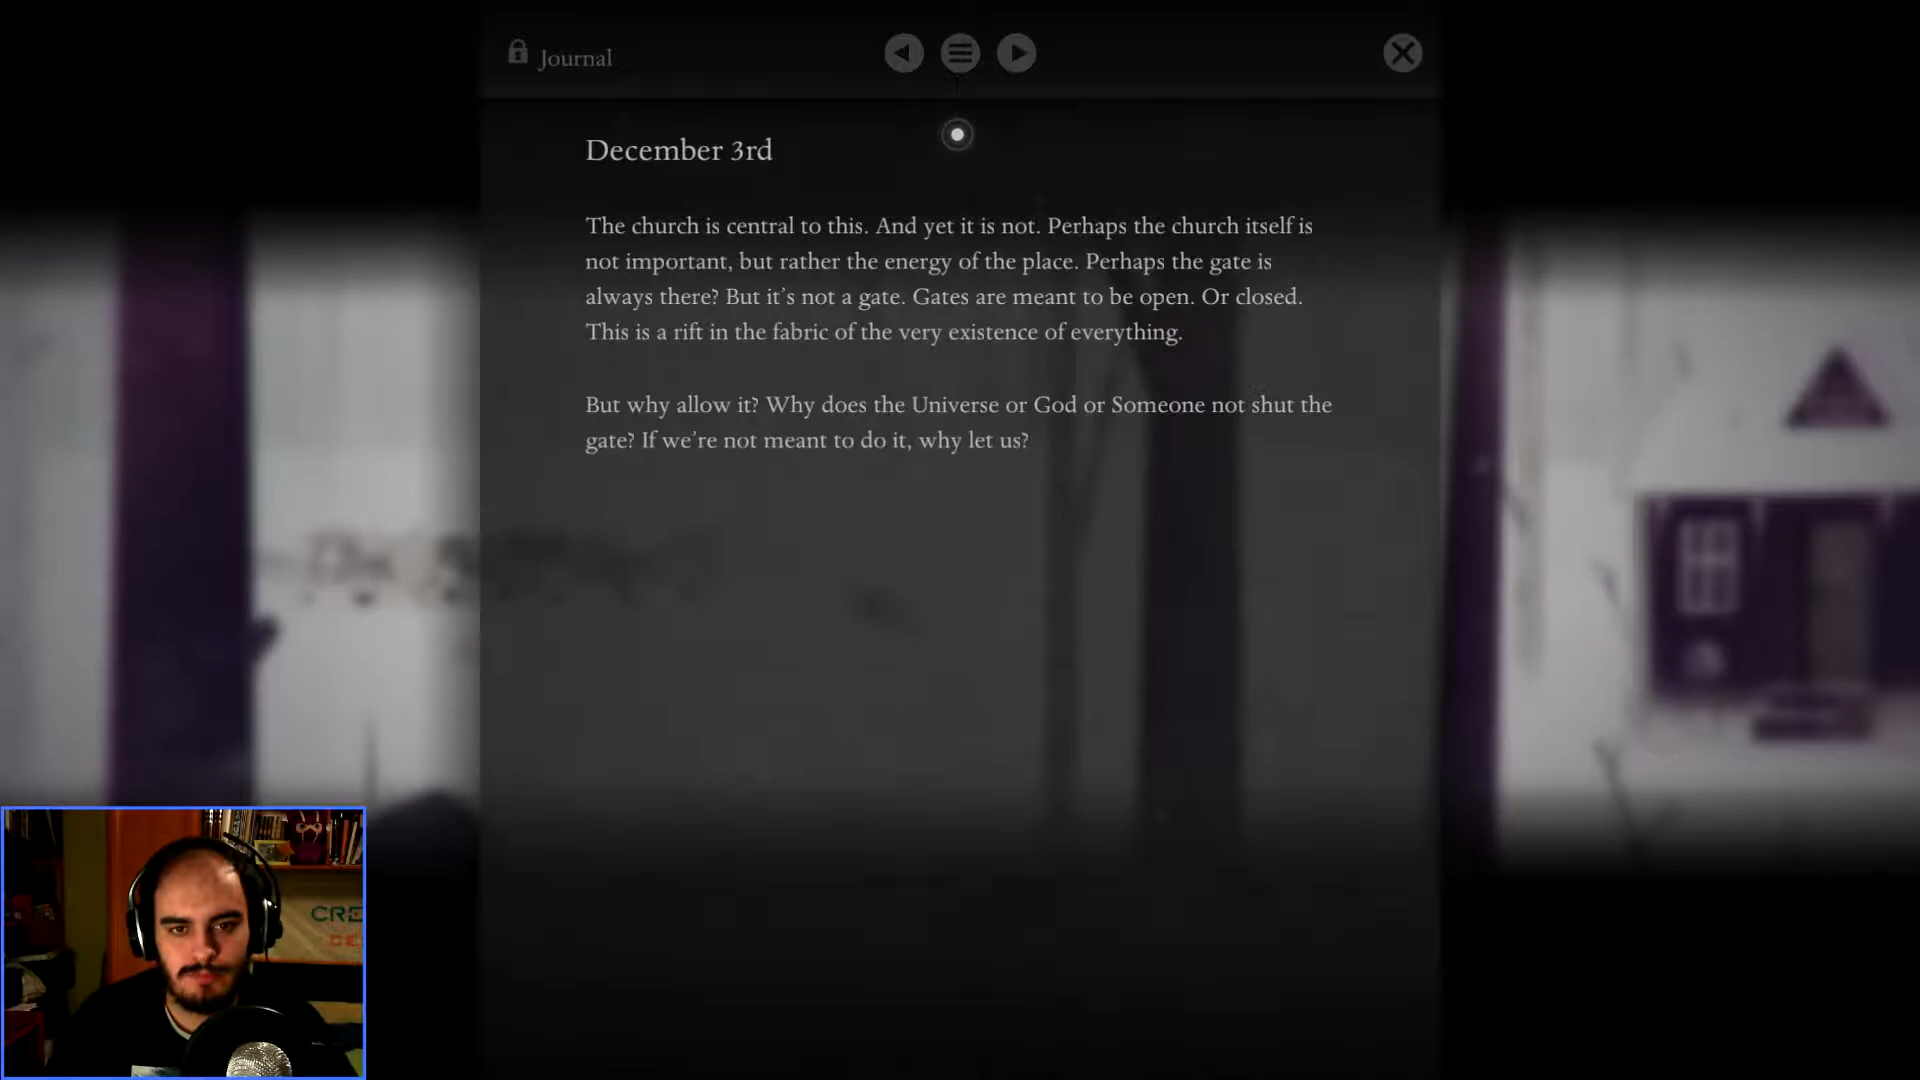 Journal
December 3rd
The church is central to this. And yet it is not. Perhaps the church itself is
not important, but rather the energy of the place. Perhaps the gate is
always there? But it's not a gate. Gates are meant to be open. Or closed.
This is a rift in the fabric of the very existence of everything.
But why allow it? Why does the Universe or God or Someone not shut the
gate? If we're not meant to do it, why let us?